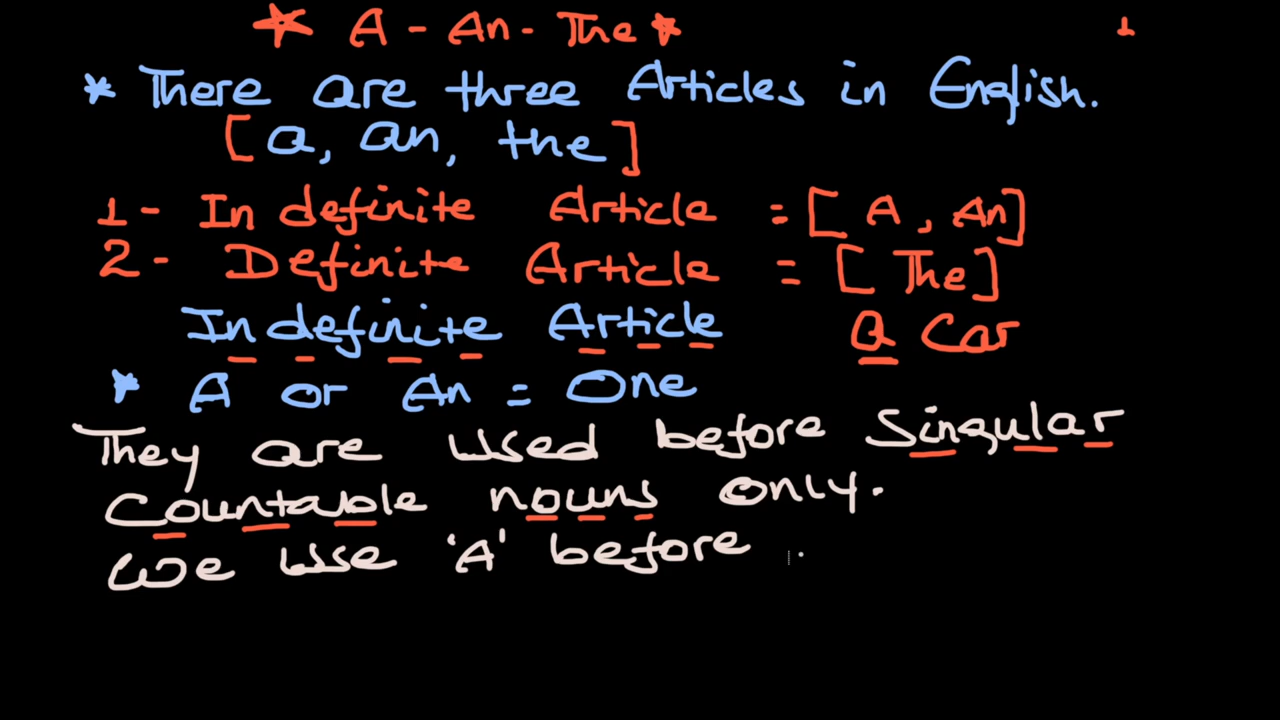 * A - An - The * 1
* There are three Articles in English.
[a, an, the]
1- Indefinite Article = [A, An]
2- Definite Article = [The]
Indefinite Article a Car
* A or An = One
They are used before Singular
Countable nouns only.
We use 'A' before .